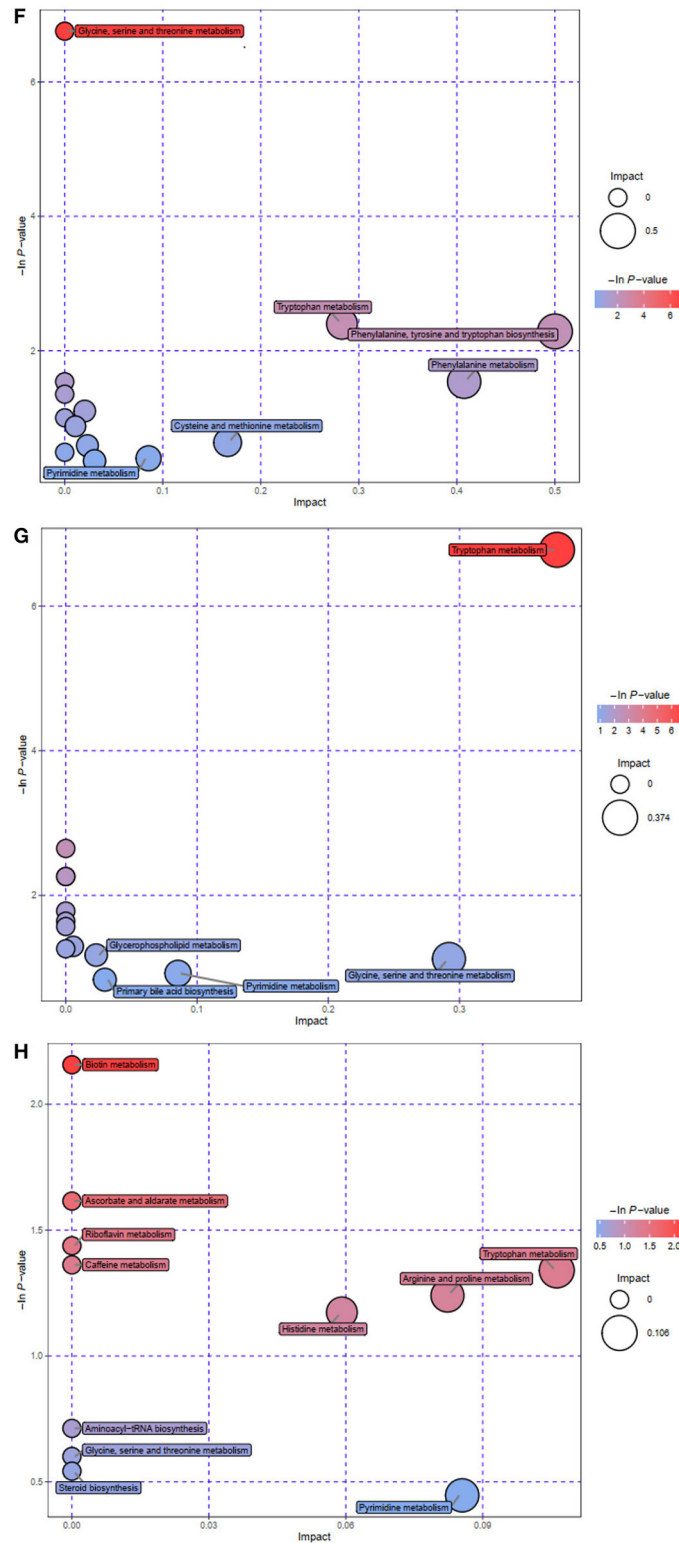 F
Glycine, serine and threonine metabolism
6
4
2
−ln P−value
Tryptophan metabolism
Phenylalanine, tyrosine and tryptophan biosynthesis
Phenylalanine metabolism
Cysteine and methionine metabolism
Pyrimidine metabolism
0.0 0.1 0.2 0.3 0.4 0.5
Impact
Impact
0
0.5
−ln P−value
2 4 6
G
Tryptophan metabolism
6
4
2
−ln P−value
Glycerophospholipid metabolism
Pyrimidine metabolism
Glycine, serine and threonine metabolism
Primary bile acid biosynthesis
0.0 0.1 0.2 0.3
Impact
−ln P−value
1 2 3 4 5 6
Impact
0
0.374
H
Biotin metabolism
2.0
Ascorbate and aldarate metabolism
1.5
Riboflavin metabolism
Caffeine metabolism
Tryptophan metabolism
Arginine and proline metabolism
Histidine metabolism
−ln P−value
1.0
Aminoacyl−tRNA biosynthesis
Glycine, serine and threonine metabolism
Steroid biosynthesis
0.5
Pyrimidine metabolism
0.00 0.03 0.06 0.09
Impact
−ln P−value
0.5 1.0 1.5 2.0
Impact
0
0.106